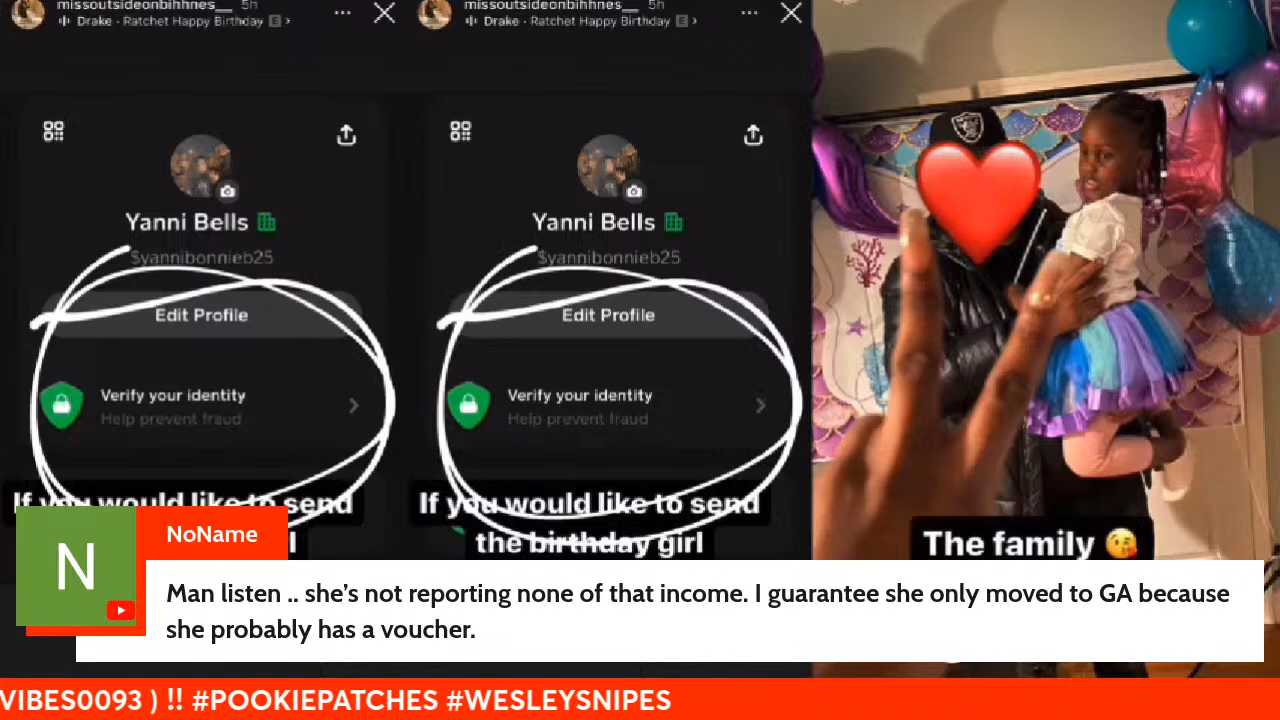 missoutsideonbihhnes__ 5h
Drake · Ratchet Happy Birthday E
Yanni Bells
$yannibonnieb25
Edit Profile
Verify your identity
Help prevent fraud
If you would like to send
missoutsideonbihhnes__ 5h
Drake · Ratchet Happy Birthday E
Yanni Bells
$yannibonnieb25
Edit Profile
Verify your identity
Help prevent fraud
If you would like to send
the birthday girl
The family
N
NoName
Man listen .. she's not reporting none of that income. I guarantee she only moved to GA because
she probably has a voucher.
VIBES0093 ) !! #POOKIEPATCHES #WESLEYSNIPES